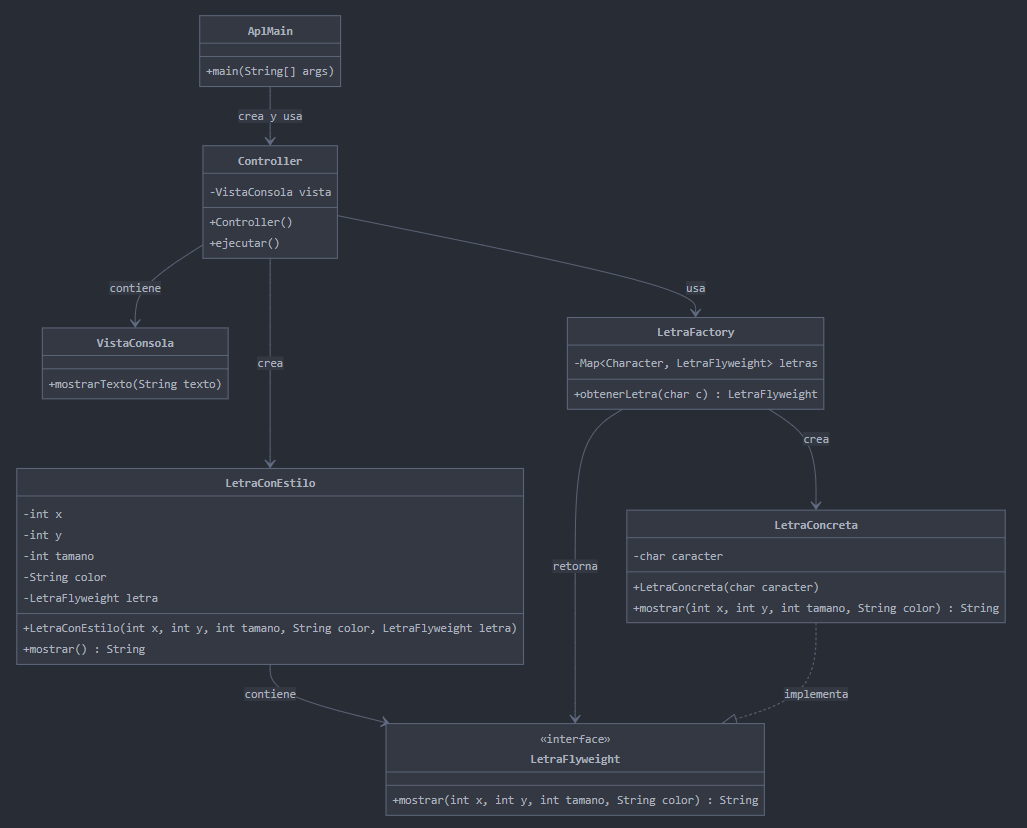 AplMain
+main(String[] args)
crea y usa
Controller
-VistaConsola vista
+Controller()
+ejecutar()
contiene
usa
VistaConsola
+mostrarTexto(String texto)
crea
LetraFactory
-Map<Character, LetraFlyweight> letras
+obtenerLetra(char c) : LetraFlyweight
crea
LetraConEstilo
-int x
-int y
-int tamano
-String color
-LetraFlyweight letra
+LetraConEstilo(int x, int y, int tamano, String color, LetraFlyweight letra)
+mostrar() : String
retorna
LetraConcreta
-char caracter
+LetraConcreta(char caracter)
+mostrar(int x, int y, int tamano, String color) : String
contiene
implementa
«interface»
LetraFlyweight
+mostrar(int x, int y, int tamano, String color) : String